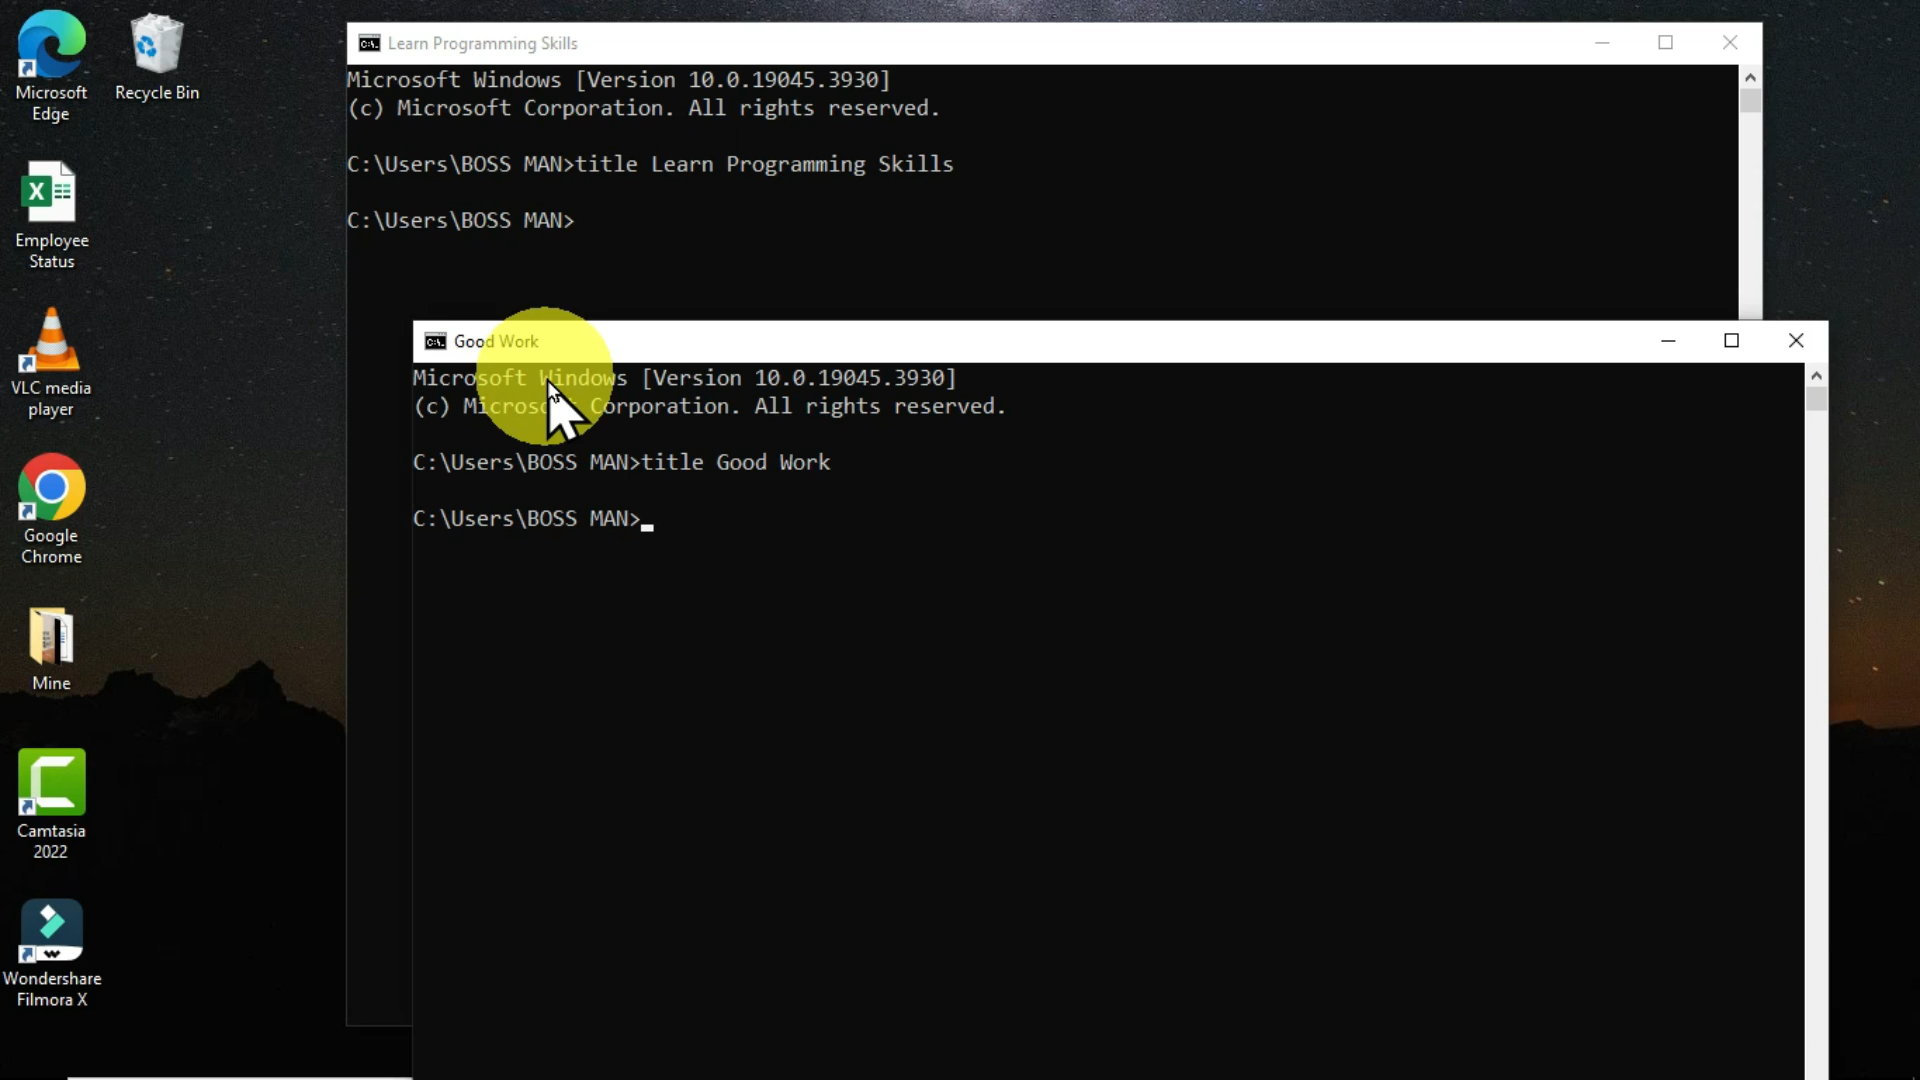 Microsoft
Edge
Recycle Bin
Employee
Status
VLC media
player
Google
Chrome
Mine
Camtasia
2022
Wondershare
Filmora X
Learn Programming Skills
Microsoft Windows [Version 10.0.19045.3930]
(c) Microsoft Corporation. All rights reserved.
C:\Users\BOSS MAN>title Learn Programming Skills
C:\Users\BOSS MAN>
Good Work
Microsoft Windows [Version 10.0.19045.3930]
(c) Microsoft Corporation. All rights reserved.
C:\Users\BOSS MAN>title Good Work
C:\Users\BOSS MAN>